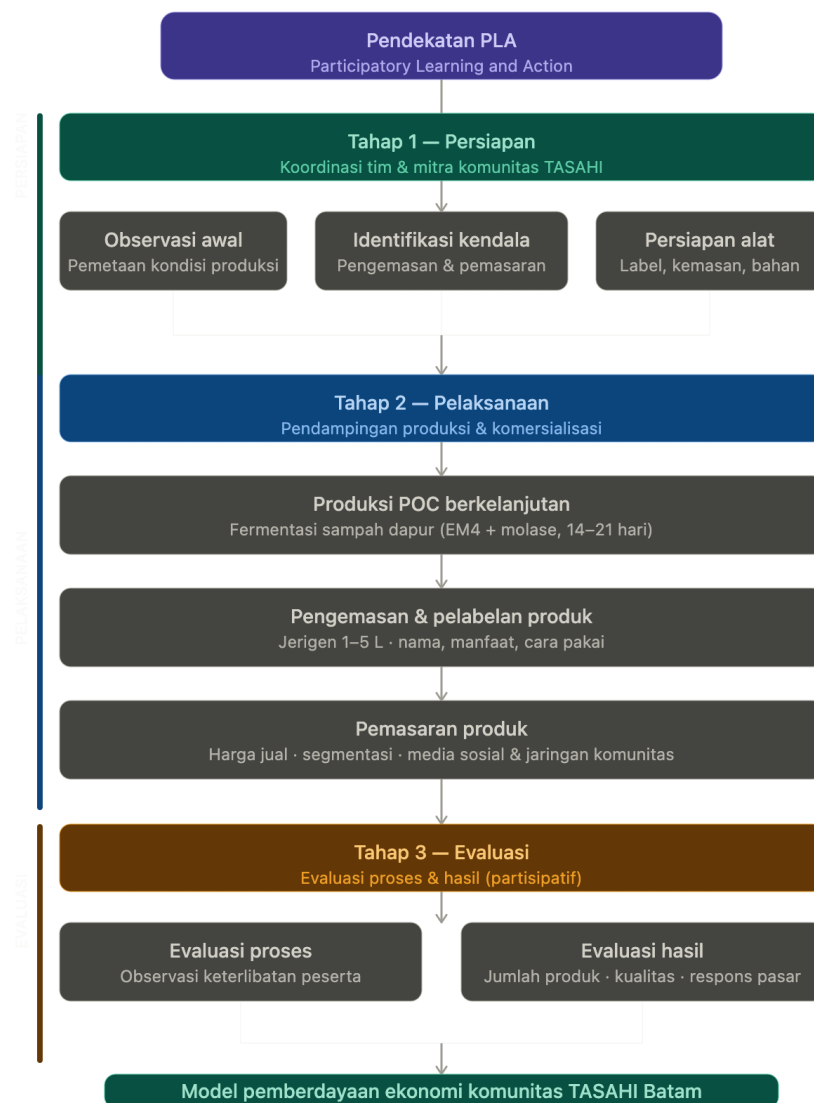 Pendekatan PLA
Participatory Learning and Action
PERSIAPAN
Tahap 1 — Persiapan
Koordinasi tim & mitra komunitas TASAHI
Observasi awal
Pemetaan kondisi produksi
Identifikasi kendala
Pengemasan & pemasaran
Persiapan alat
Label, kemasan, bahan
PELAKSANAAN
Tahap 2 — Pelaksanaan
Pendampingan produksi & komersialisasi
Produksi POC berkelanjutan
Fermentasi sampah dapur (EM4 + molase, 14–21 hari)
Pengemasan & pelabelan produk
Jerigen 1–5 L · nama, manfaat, cara pakai
Pemasaran produk
Harga jual · segmentasi · media sosial & jaringan komunitas
EVALUASI
Tahap 3 — Evaluasi
Evaluasi proses & hasil (partisipatif)
Evaluasi proses
Observasi keterlibatan peserta
Evaluasi hasil
Jumlah produk · kualitas · respons pasar
Model pemberdayaan ekonomi komunitas TASAHI Batam